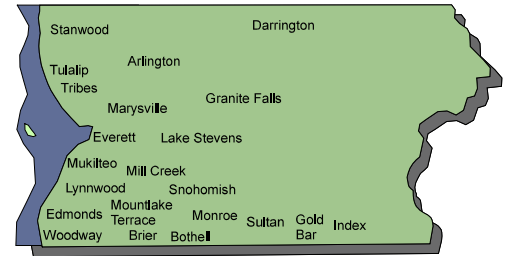 Darrington
Stanwood
Arlington
Tulalip
Tribes
Granite Falls
Marysville
Everett
Lake Stevens
Mukilteo
Mill Creek
Lynnwood
Snohomish
Mountlake
Terrace
Edmonds
Monroe
Sultan
Gold
Bar
Index
Woodway
Brier
Bothell